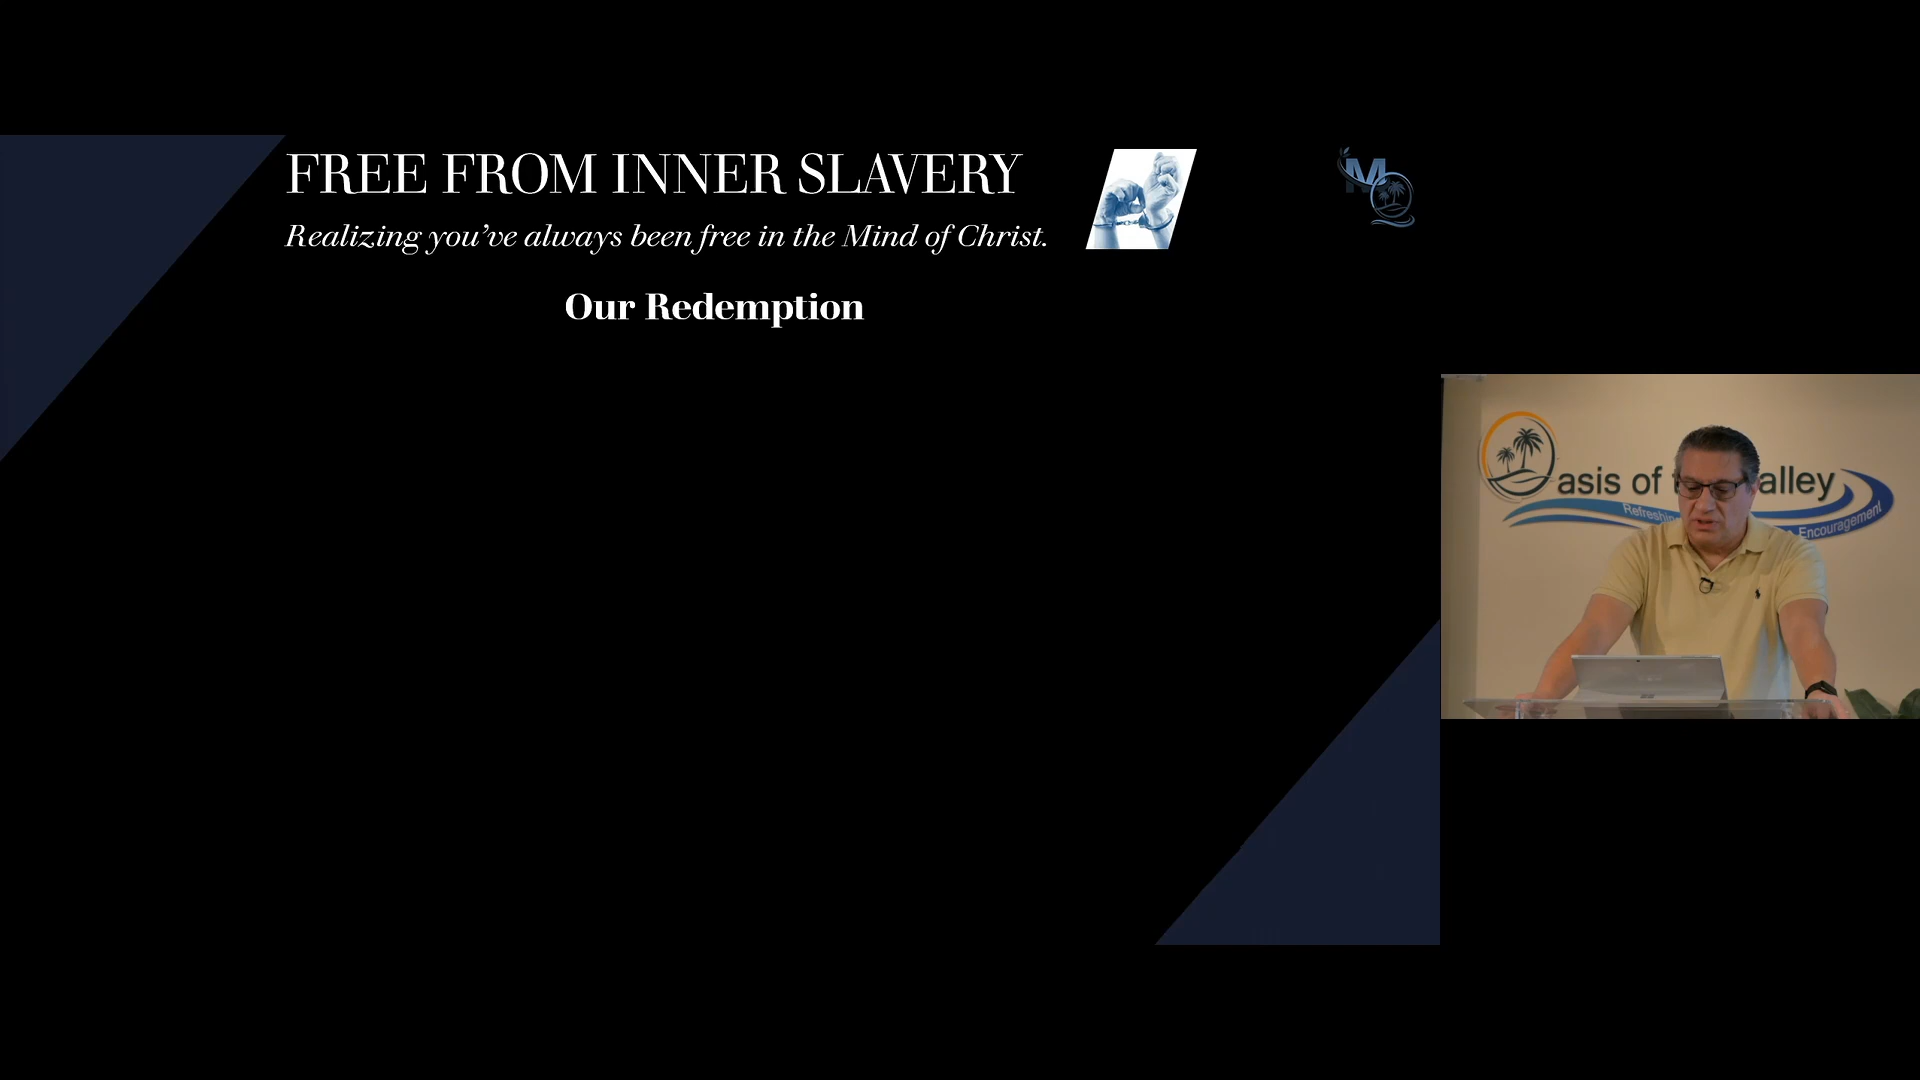 FREE FROM INNER SLAVERY
Realizing you’ve always been free in the Mind of Christ.
Our Redemption
M
asis of alley
Refreshing
Encouragement